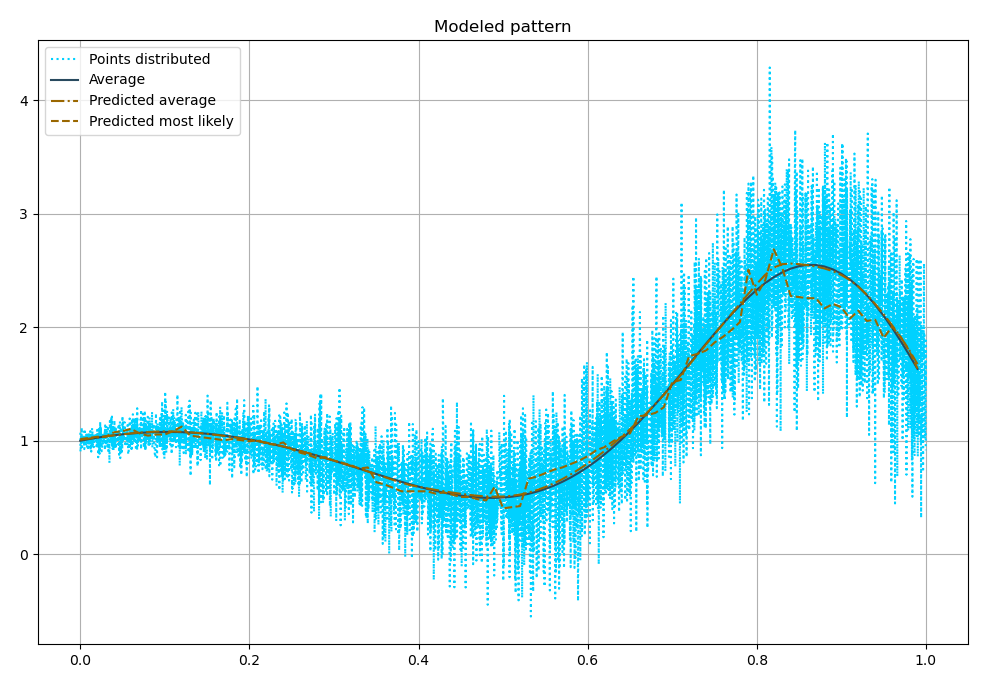 Modeled pattern
Points distributed
Average
Predicted average
Predicted most likely
4
3
2
1
0
0.0 0.2 0.4 0.6 0.8 1.0